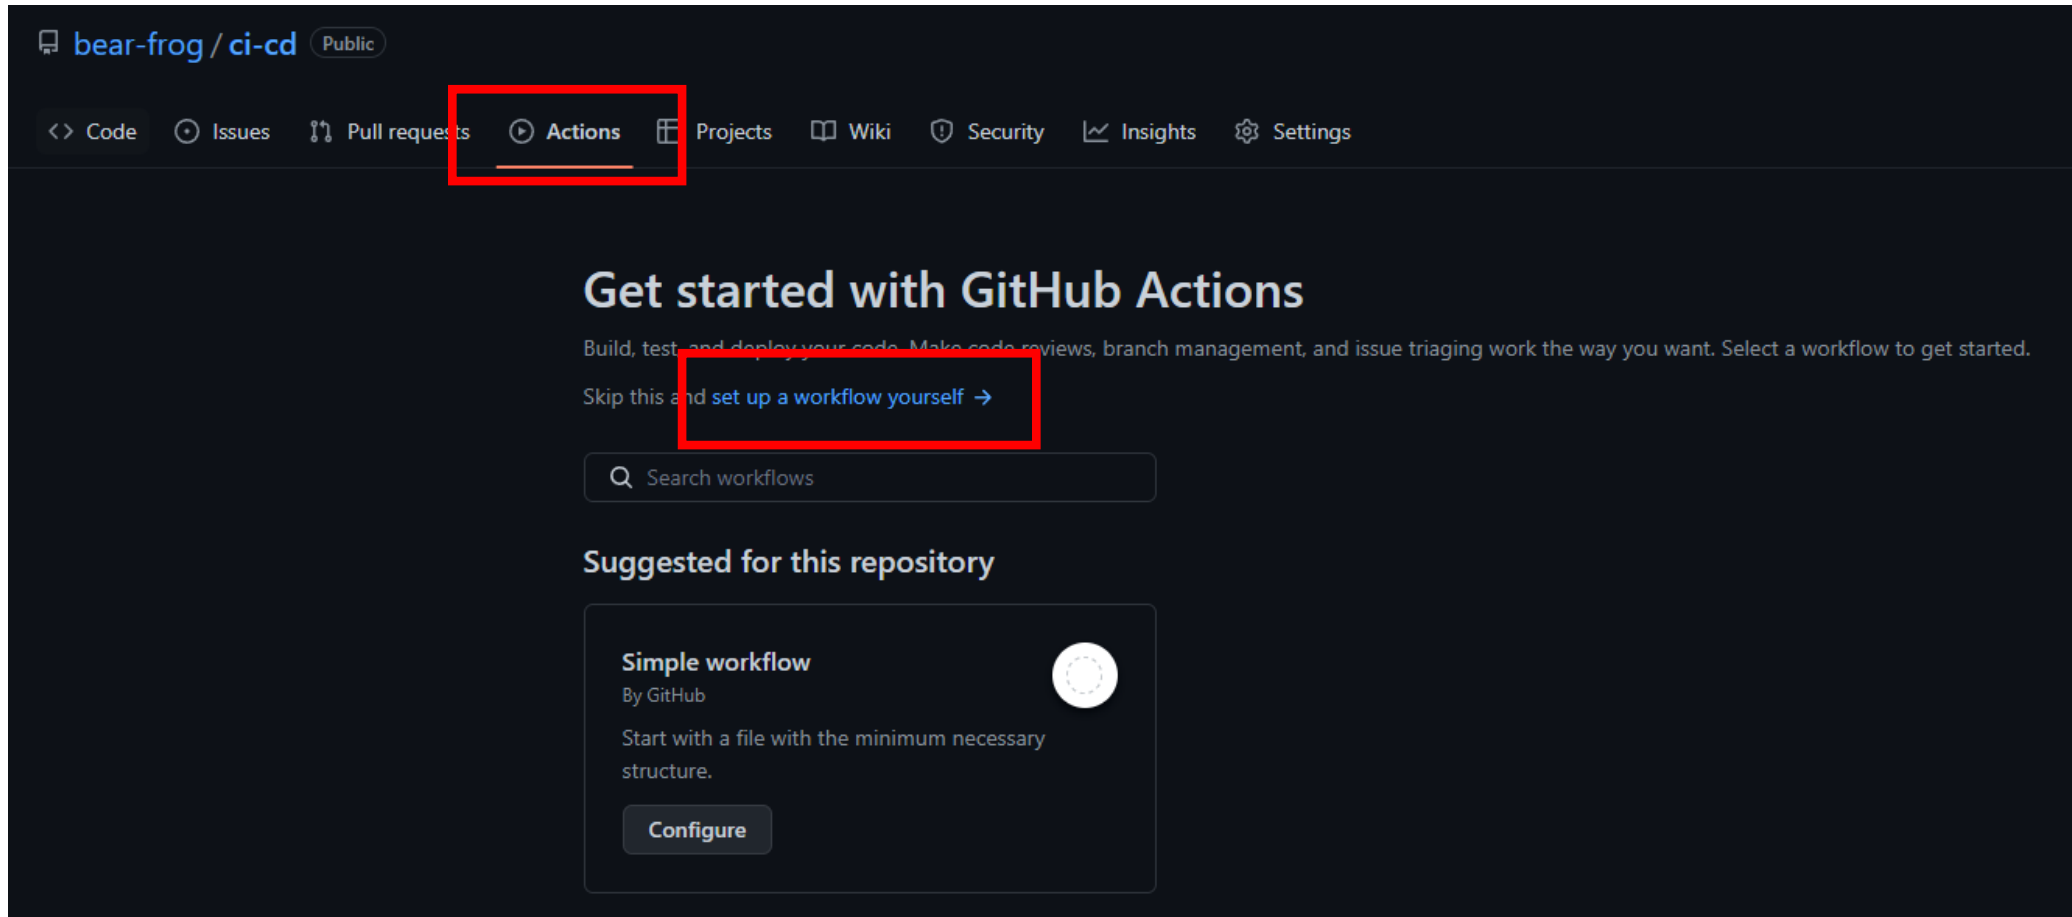 bear-frog / ci-cd Public
Code Issues Pull requests Actions Projects Wiki Security Insights Settings
Get started with GitHub Actions
Build, test, and deploy your code. Make code reviews, branch management, and issue triaging work the way you want. Select a workflow to get started.
Skip this and set up a workflow yourself →
Search workflows
Suggested for this repository
Simple workflow
By GitHub
Start with a file with the minimum necessary
structure.
Configure